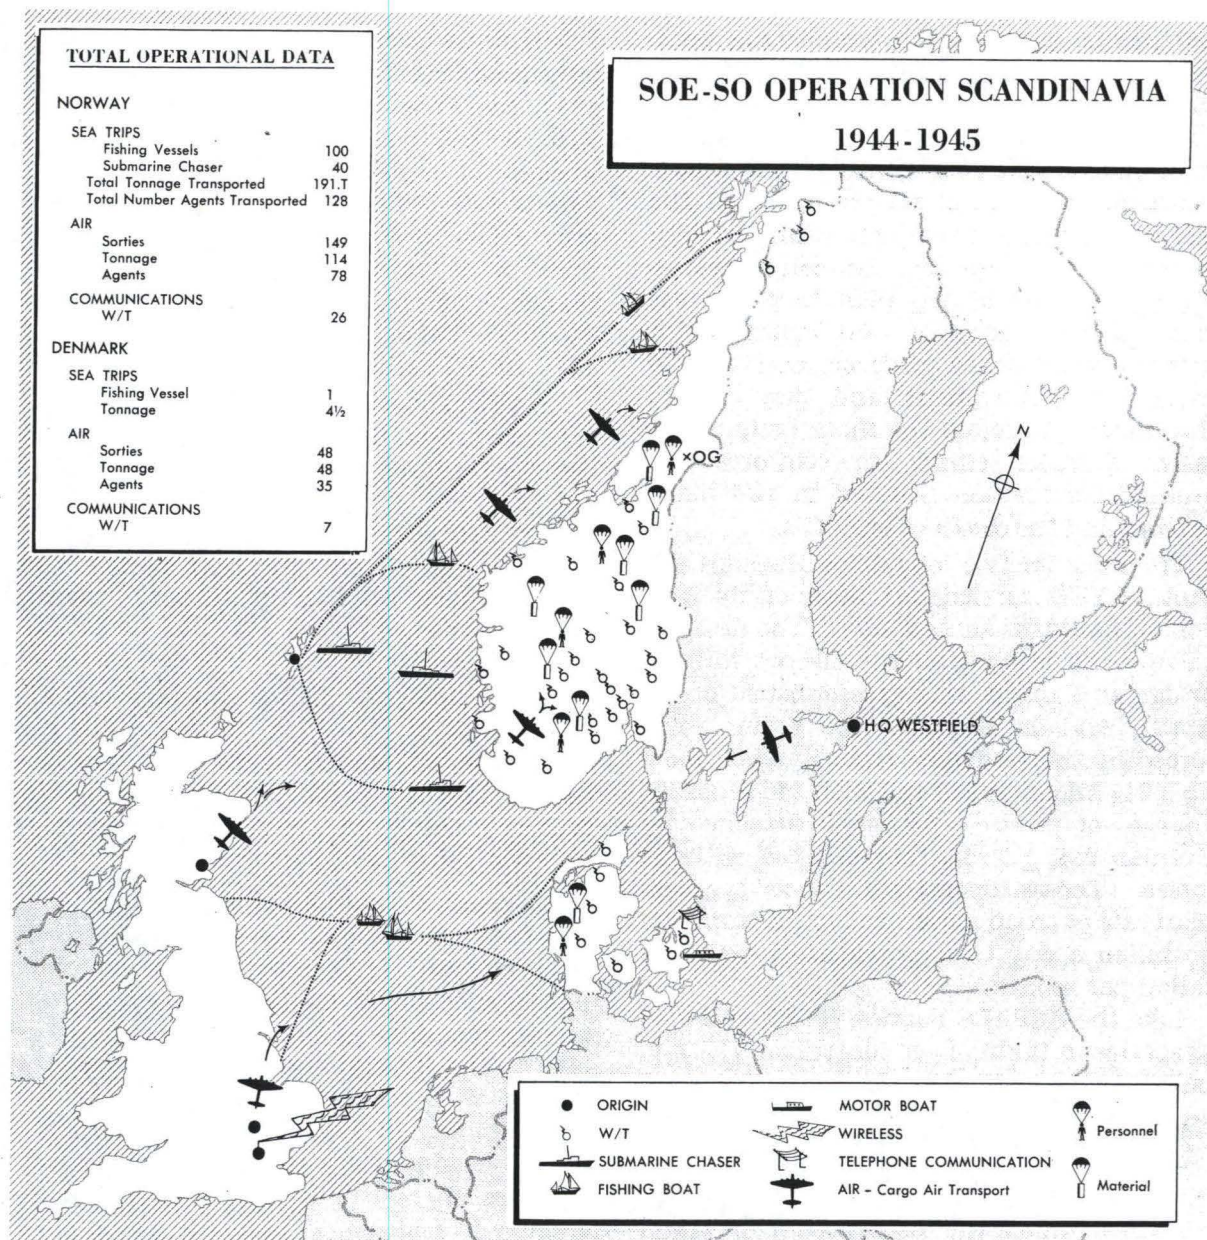 TOTAL OPERATIONAL DATA
NORWAY
SEA TRIPS
Fishing Vessels 100
Submarine Chaser 40
Total Tonnage Transported 191.T
Total Number Agents Transported 128
AIR
Sorties 149
Tonnage 114
Agents 78
COMMUNICATIONS
W/T 26
DENMARK
SEA TRIPS
Fishing Vessel 1
Tonnage 4½
AIR
Sorties 48
Tonnage 48
Agents 35
COMMUNICATIONS
W/T 7
SOE-SO OPERATION SCANDINAVIA
1944-1945
×OG
N
HQ WESTFIELD
ORIGIN
W/T
SUBMARINE CHASER
FISHING BOAT
MOTOR BOAT
WIRELESS
TELEPHONE COMMUNICATION
AIR - Cargo Air Transport
Personnel
Material